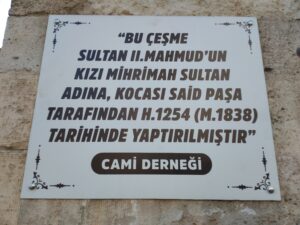 “BU ÇEŞME
SULTAN II.MAHMUD'UN
KIZI MİHRİMAH SULTAN
ADINA, KOCASI SAİD PAŞA
TARAFINDAN H.1254 (M.1838)
TARİHİNDE YAPTIRILMIŞTIR”
CAMİ DERNEĞİ